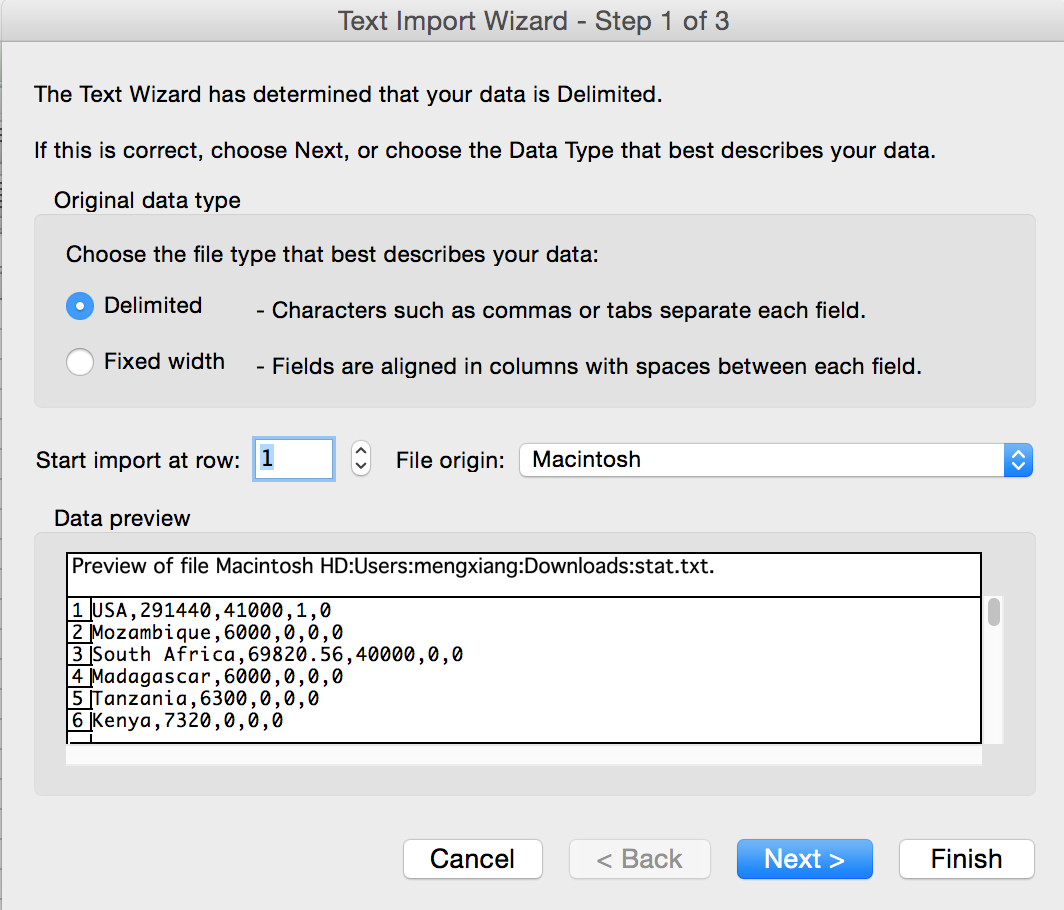 Text Import Wizard - Step 1 of 3
The Text Wizard has determined that your data is Delimited.
If this is correct, choose Next, or choose the Data Type that best describes your data.
Original data type
Choose the file type that best describes your data:
Delimited - Characters such as commas or tabs separate each field.
Fixed width - Fields are aligned in columns with spaces between each field.
Start import at row: 1 File origin: Macintosh
Data preview
Preview of file Macintosh HD:Users:mengxiang:Downloads:stat.txt.
1 USA,291440,41000,1,0
2 Mozambique,6000,0,0,0
3 South Africa,69820.56,40000,0,0
4 Madagascar,6000,0,0,0
5 Tanzania,6300,0,0,0
6 Kenya,7320,0,0,0
Cancel < Back Next > Finish